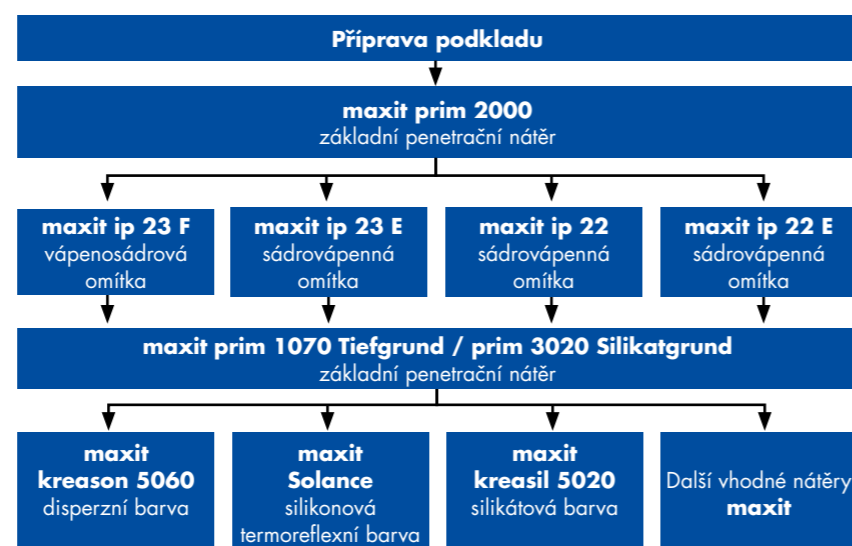 Příprava podkladu
maxit prim 2000
základní penetrační nátěr
maxit ip 23 F
vápenosádrová
omítka
maxit ip 23 E
sádrovápenná
omítka
maxit ip 22
sádrovápenná
omítka
maxit ip 22 E
sádrovápenná
omítka
maxit prim 1070 Tiefgrund / prim 3020 Silikatgrund
základní penetrační nátěr
maxit
kreason 5060
disperzní barva
maxit
Solance
silikonová
termoreflexní barva
maxit
kreasil 5020
silikátová barva
Další vhodné nátěry
maxit